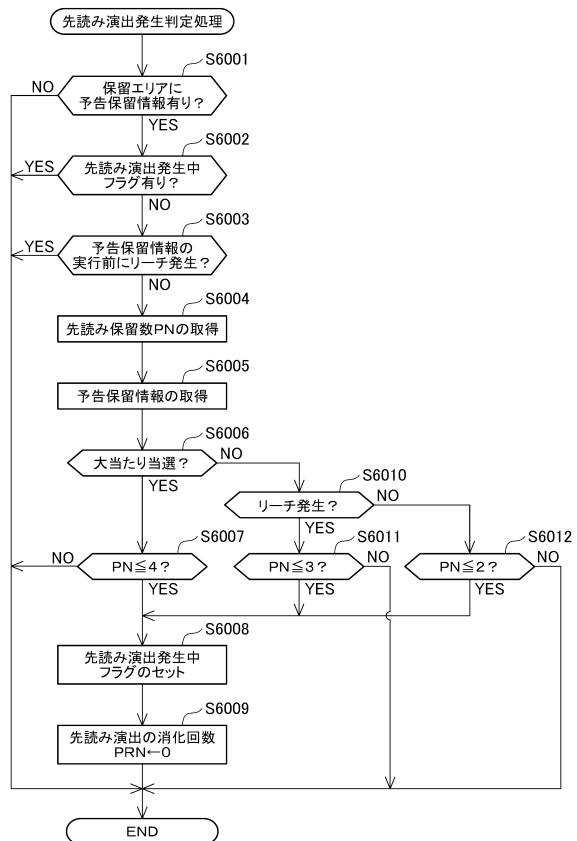 先読み演出発生判定処理
S6001
保留エリアに
予告保留情報有り？
NO
YES
S6002
先読み演出発生中
フラグ有り？
YES
NO
S6003
予告保留情報の
実行前にリーチ発生？
YES
NO
S6004
先読み保留数PNの取得
S6005
予告保留情報の取得
S6006
大当たり当選？
NO
YES
S6010
リーチ発生？
NO
YES
S6007
PN≦4？
NO
YES
S6011
PN≦3？
NO
YES
S6012
PN≦2？
NO
YES
S6008
先読み演出発生中
フラグのセット
S6009
先読み演出の消化回数
PRN←0
END